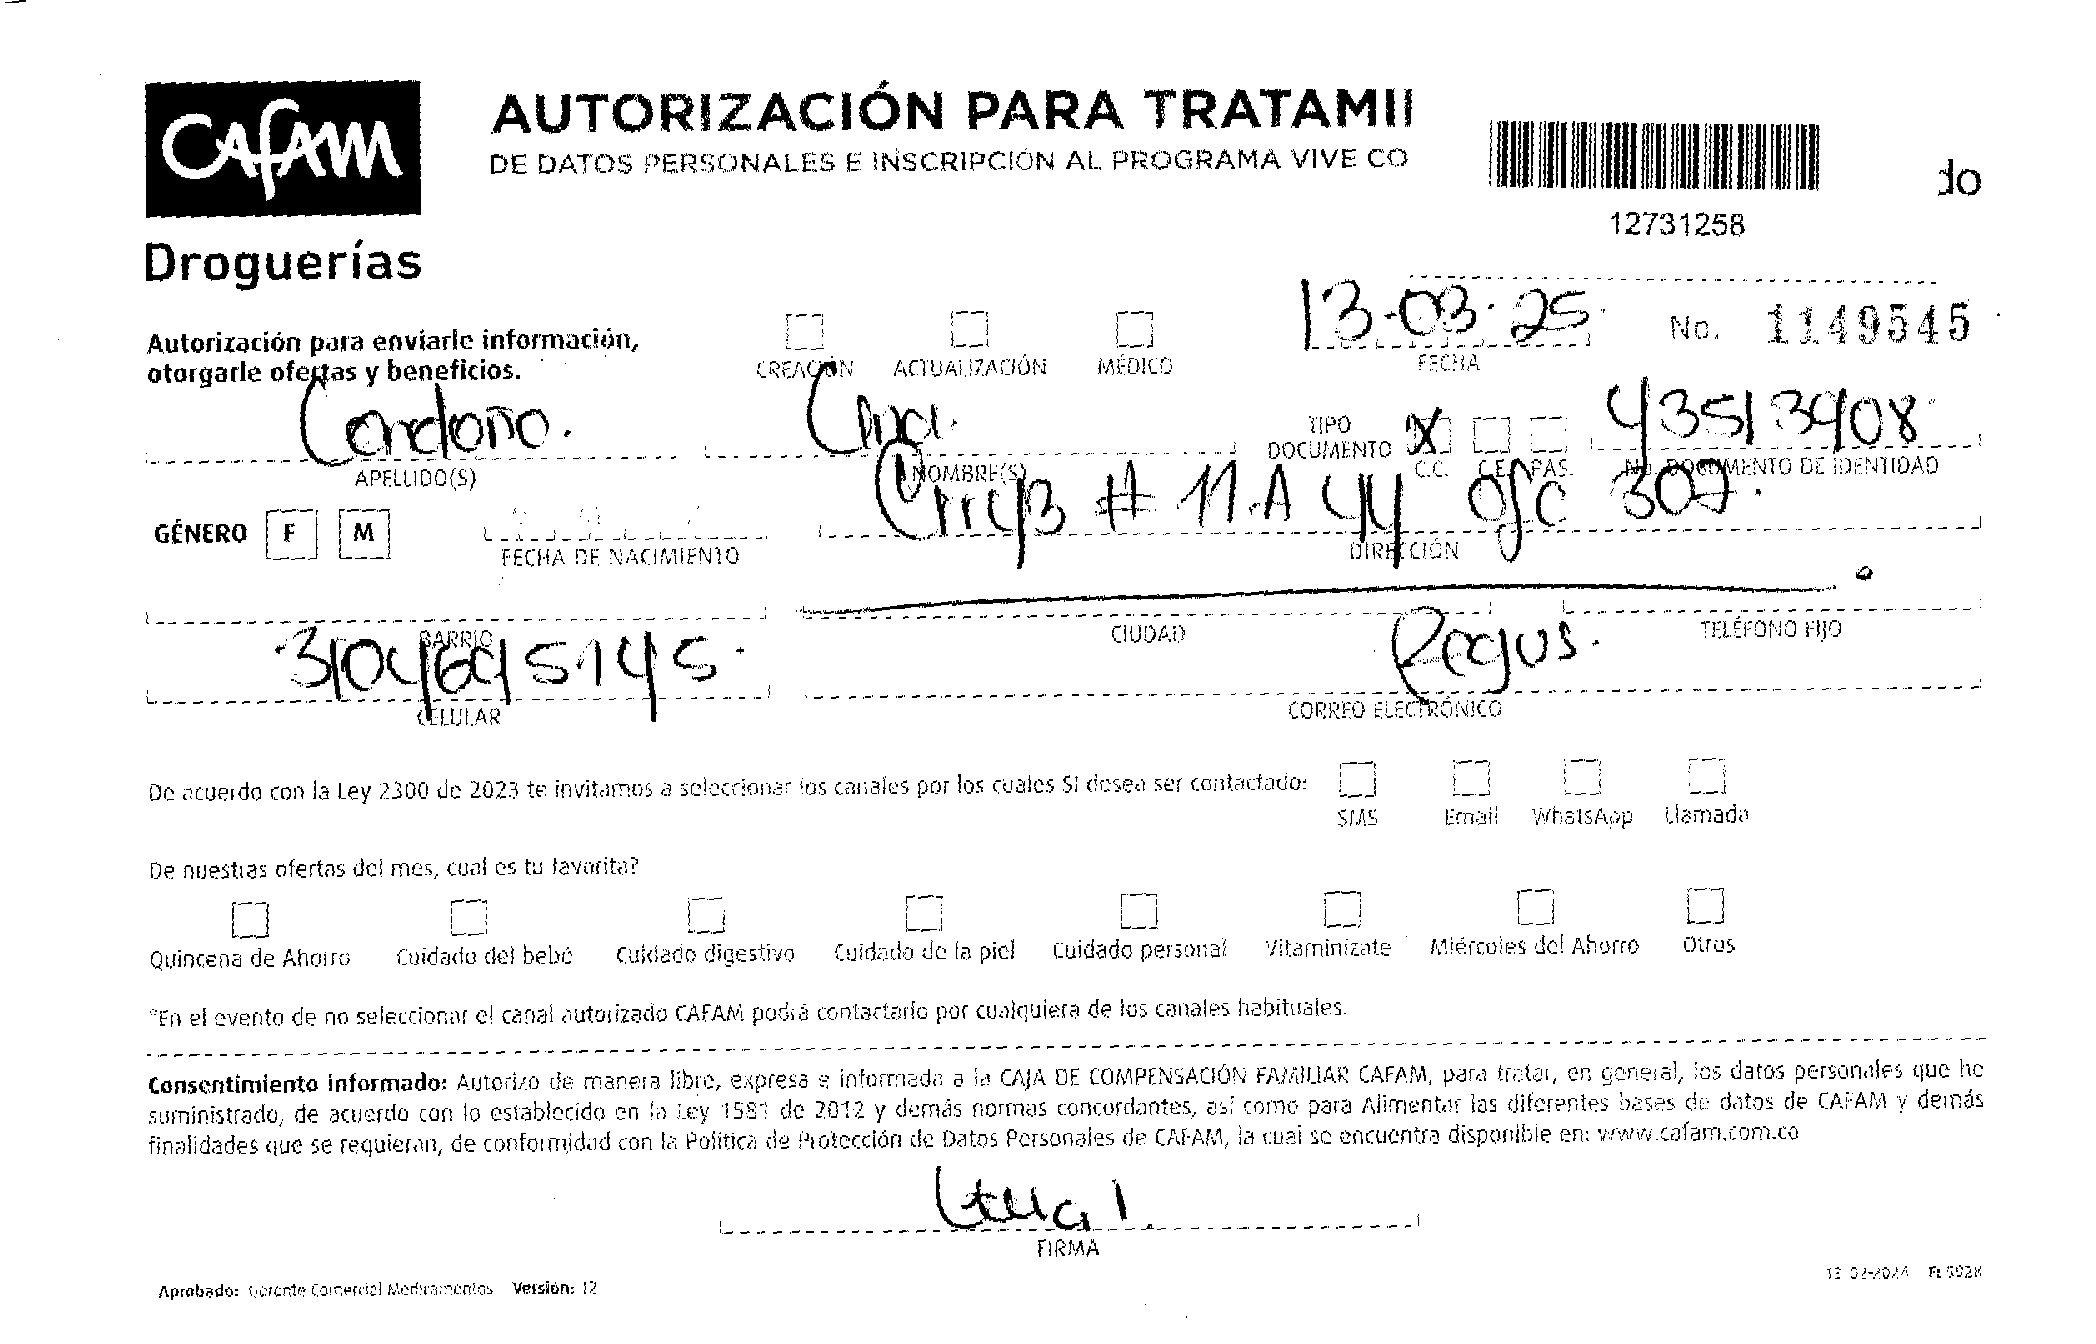 CAFAM
Droguerías
AUTORIZACIÓN PARA TRATAMII
DE DATOS PERSONALES E INSCRIPCIÓN AL PROGRAMA VIVE CO
do
12731258
Autorización para enviarle información,
otorgarle ofertas y beneficios.
CREACIÓN ACTUALIZACIÓN MÉDICO
13-03-25
FECHA
No. 1149545
Cardono.
APELLIDO(S)
NOMBRE(S)
TIPO
DOCUMENTO X
C.C. C.E. PAS.
43513908
No. DOCUMENTO DE IDENTIDAD
GÉNERO F M
FECHA DE NACIMIENTO
# 11.A 44 ofc 307.
DIRECCIÓN
BARRIO
CIUDAD
TELÉFONO FIJO
CELULAR
Regus.
CORREO ELECTRÓNICO
De acuerdo con la Ley 2300 de 2023 te invitamos a seleccionar los canales por los cuales SI desea ser contactado:
SMS Email WhatsApp Llamada
De nuestras ofertas del mes, cual es tu favorita?
Quincena de Ahorro Cuidado del bebé Cuidado digestivo Cuidado de la piel Cuidado personal Vitaminízate Miércoles del Ahorro Otros
*En el evento de no seleccionar el canal autorizado CAFAM podrá contactarlo por cualquiera de los canales habituales.
Consentimiento informado: Autorizo de manera libre, expresa e informada a la CAJA DE COMPENSACIÓN FAMILIAR CAFAM, para tratar, en general, los datos personales que he
suministrado, de acuerdo con lo establecido en la Ley 1581 de 2012 y demás normas concordantes, así como para Alimentar las diferentes bases de datos de CAFAM y demás
finalidades que se requieran, de conformidad con la Política de Protección de Datos Personales de CAFAM, la cual se encuentra disponible en: www.cafam.com.co
FIRMA
Aprobado: Gerente Comercial Medicamentos Versión: 12